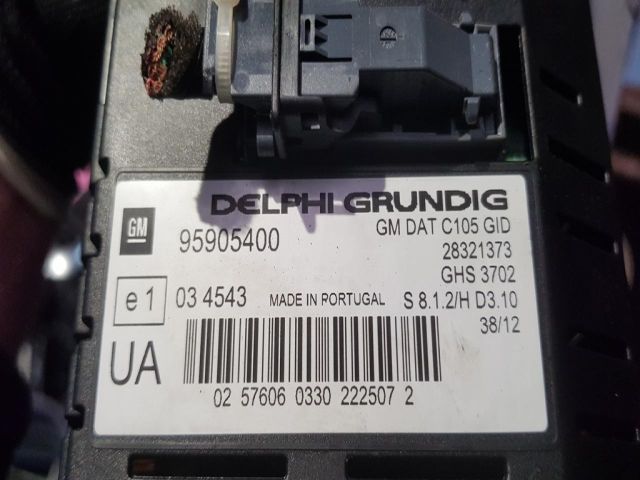 DELPHI GRUNDIG
GM 95905400
GM DAT C105 GID
28321373
GHS 3702
e1 03 4543 MADE IN PORTUGAL S 8.1.2/H D3.10
38/12
UA
02 57606 0330 222507 2